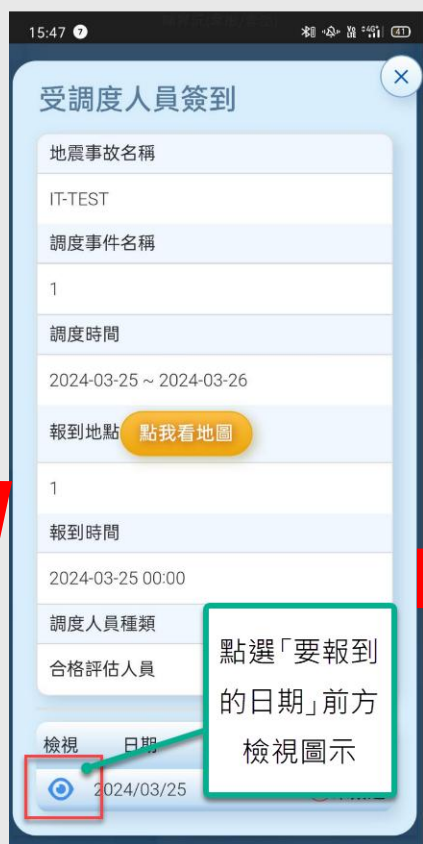 15:47 7 41
受調度人員簽到
地震事故名稱
IT-TEST
調度事件名稱
1
調度時間
2024-03-25 ~ 2024-03-26
報到地點 點我看地圖
1
報到時間
2024-03-25 00:00
調度人員種類
合格評估人員
點選「要報到
的日期」前方
檢視圖示
檢視 日期
2024/03/25